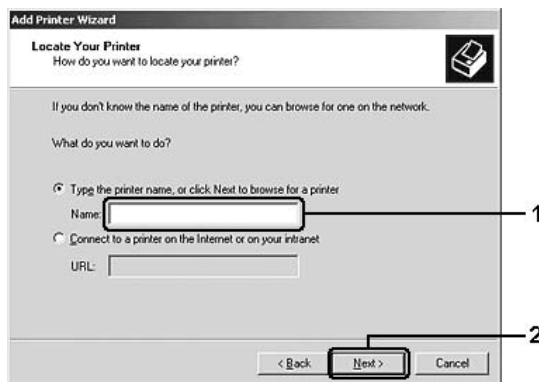 Add Printer Wizard
Locate Your Printer
How do you want to locate your printer?
If you don't know the name of the printer, you can browse for one on the network.
What do you want to do?
Type the printer name, or click Next to browse for a printer
Name:
1
Connect to a printer on the Internet or on your intranet
URL:
2
< Back Next > Cancel